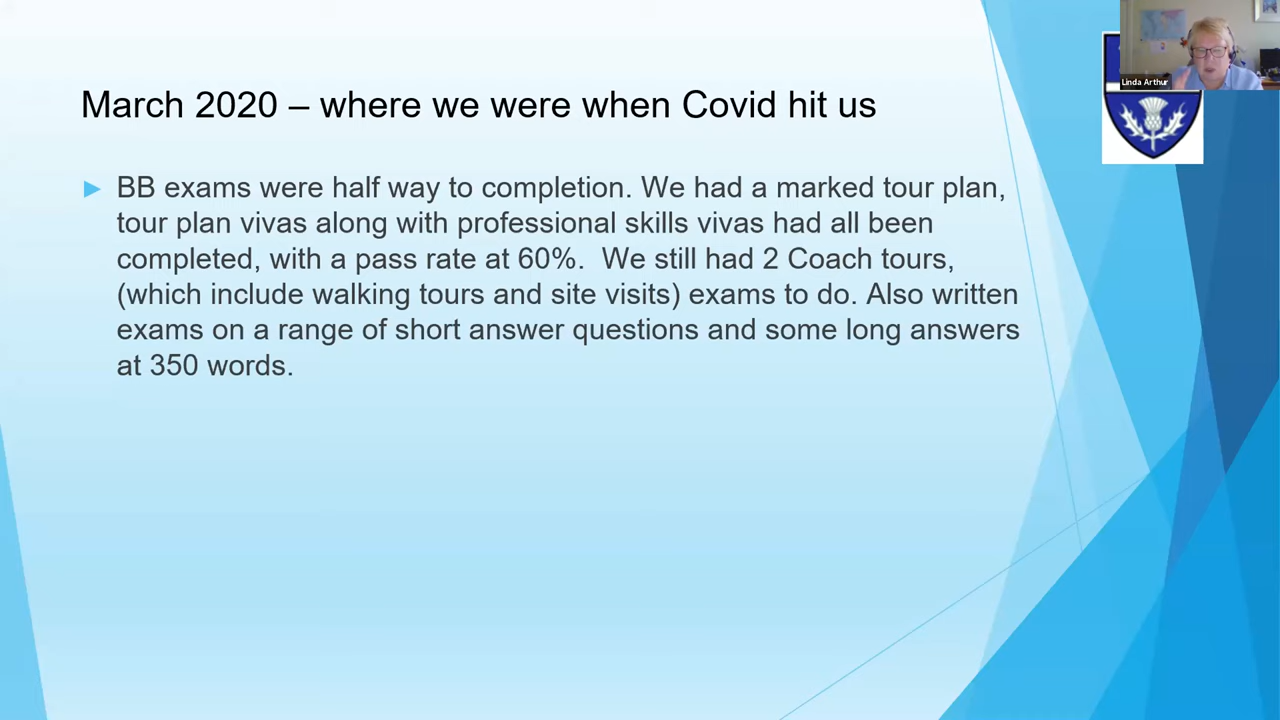 Linda Arthur
March 2020 – where we were when Covid hit us
► BB exams were half way to completion. We had a marked tour plan,
tour plan vivas along with professional skills vivas had all been
completed, with a pass rate at 60%.  We still had 2 Coach tours,
(which include walking tours and site visits) exams to do. Also written
exams on a range of short answer questions and some long answers
at 350 words.